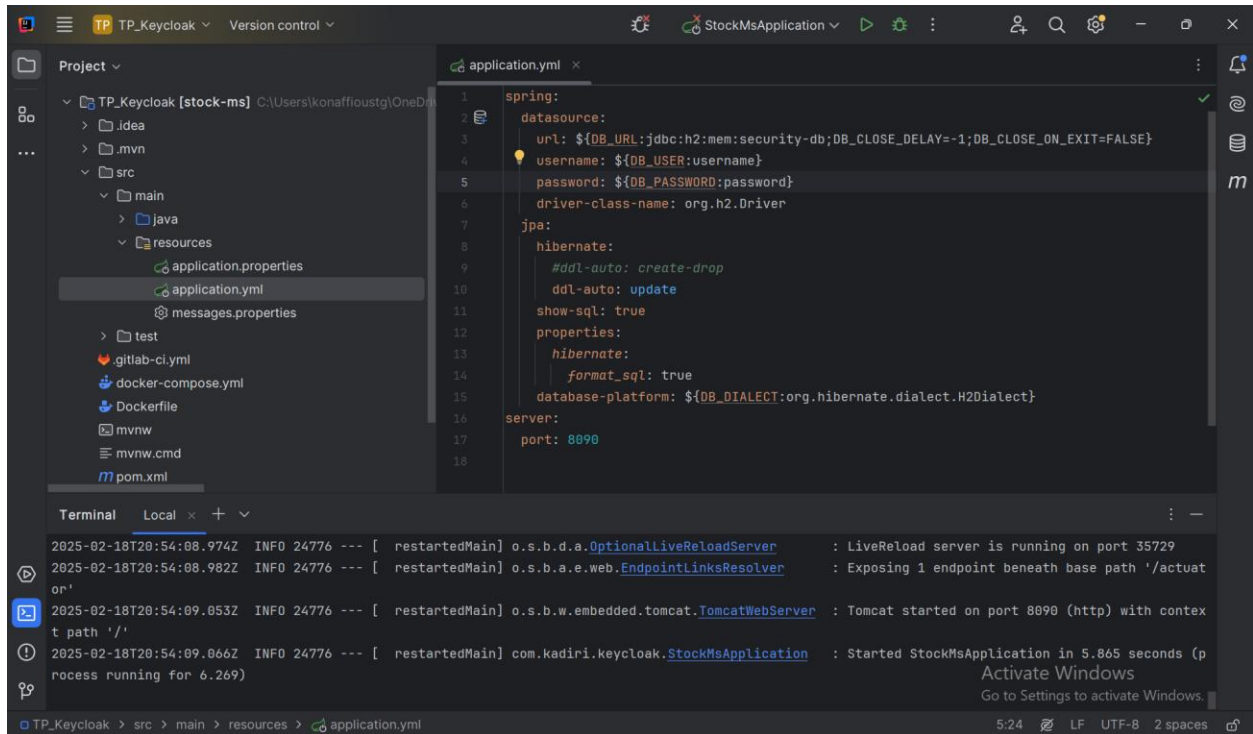 TP TP_Keycloak Version control StockMsApplication
Project
application.yml
TP_Keycloak [stock-ms] C:\Users\konaffioustg\OneDri
.idea
.mvn
src
main
java
resources
application.properties
application.yml
messages.properties
test
.gitlab-ci.yml
docker-compose.yml
Dockerfile
mvnw
mvnw.cmd
m pom.xml
1 spring:
2 datasource:
3 url: ${DB_URL:jdbc:h2:mem:security-db;DB_CLOSE_DELAY=-1;DB_CLOSE_ON_EXIT=FALSE}
4 username: ${DB_USER:username}
5 password: ${DB_PASSWORD:password}
6 driver-class-name: org.h2.Driver
7 jpa:
8 hibernate:
9 #ddl-auto: create-drop
10 ddl-auto: update
11 show-sql: true
12 properties:
13 hibernate:
14 format_sql: true
15 database-platform: ${DB_DIALECT:org.hibernate.dialect.H2Dialect}
16 server:
17 port: 8090
18
m
Terminal Local
2025-02-18T20:54:08.974Z INFO 24776 --- [ restartedMain] o.s.b.d.a.OptionalLiveReloadServer : LiveReload server is running on port 35729
2025-02-18T20:54:08.982Z INFO 24776 --- [ restartedMain] o.s.b.a.e.web.EndpointLinksResolver : Exposing 1 endpoint beneath base path '/actuat
or'
2025-02-18T20:54:09.053Z INFO 24776 --- [ restartedMain] o.s.b.w.embedded.tomcat.TomcatWebServer : Tomcat started on port 8090 (http) with contex
t path '/'
2025-02-18T20:54:09.066Z INFO 24776 --- [ restartedMain] com.kadiri.keycloak.StockMsApplication : Started StockMsApplication in 5.865 seconds (p
rocess running for 6.269)
Activate Windows
Go to Settings to activate Windows.
TP_Keycloak > src > main > resources > application.yml 5:24 LF UTF-8 2 spaces